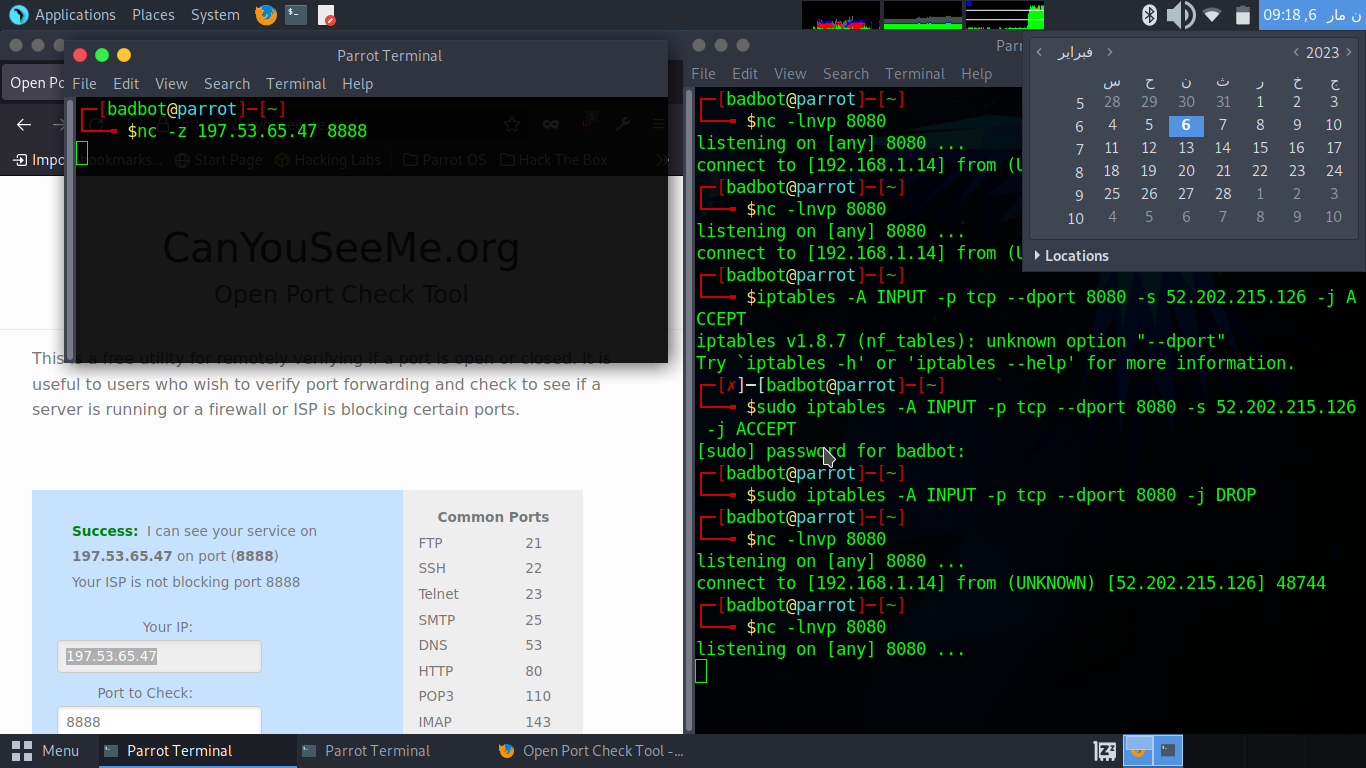 Applications Places System
ن مار 6, 09:18
Parrot Terminal
File Edit View Search Terminal Help
┌─[badbot@parrot]─[~]
└──╼ $nc -z 197.53.65.47 8888
Open Po
Impo
ookmarks... Start Page Hacking Labs Parrot OS Hack The Box
CanYouSeeMe.org
Open Port Check Tool
This is a free utility for remotely verifying if a port is open or closed. It is
useful to users who wish to verify port forwarding and check to see if a
server is running or a firewall or ISP is blocking certain ports.
Success: I can see your service on
197.53.65.47 on port (8888)
Your ISP is not blocking port 8888
Your IP:
197.53.65.47
Port to Check:
8888
Common Ports
FTP 21
SSH 22
Telnet 23
SMTP 25
DNS 53
HTTP 80
POP3 110
IMAP 143
Parr
File Edit View Search Terminal Help
┌─[badbot@parrot]─[~]
└──╼ $nc -lnvp 8080
listening on [any] 8080 ...
connect to [192.168.1.14] from (U
┌─[badbot@parrot]─[~]
└──╼ $nc -lnvp 8080
listening on [any] 8080 ...
connect to [192.168.1.14] from (U
┌─[badbot@parrot]─[~]
└──╼ $iptables -A INPUT -p tcp --dport 8080 -s 52.202.215.126 -j A
CCEPT
iptables v1.8.7 (nf_tables): unknown option "--dport"
Try `iptables -h' or 'iptables --help' for more information.
┌─[✗]─[badbot@parrot]─[~]
└──╼ $sudo iptables -A INPUT -p tcp --dport 8080 -s 52.202.215.126
-j ACCEPT
[sudo] password for badbot:
┌─[badbot@parrot]─[~]
└──╼ $sudo iptables -A INPUT -p tcp --dport 8080 -j DROP
┌─[badbot@parrot]─[~]
└──╼ $nc -lnvp 8080
listening on [any] 8080 ...
connect to [192.168.1.14] from (UNKNOWN) [52.202.215.126] 48744
┌─[badbot@parrot]─[~]
└──╼ $nc -lnvp 8080
listening on [any] 8080 ...
فبراير 2023
س ح ن ث ر خ ج
5 28 29 30 31 1 2 3
6 4 5 6 7 8 9 10
7 11 12 13 14 15 16 17
8 18 19 20 21 22 23 24
9 25 26 27 28 1 2 3
10 4 5 6 7 8 9 10
Locations
Menu Parrot Terminal Parrot Terminal Open Port Check Tool -...